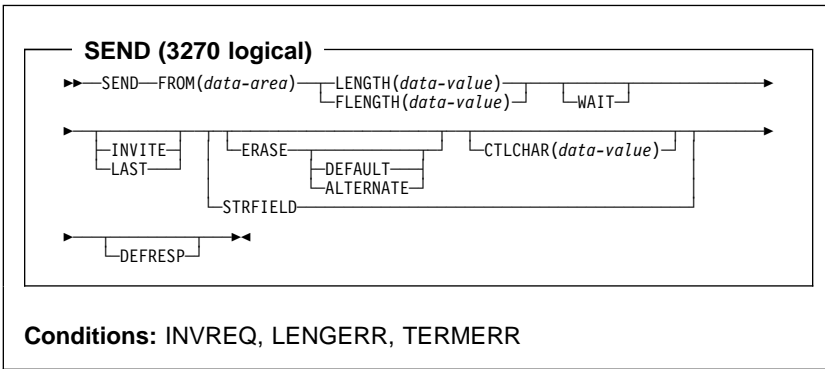 SEND (3270 logical)
SEND FROM(data-area) LENGTH(data-value)
FLENGTH(data-value) WAIT
INVITE ERASE CTLCHAR(data-value)
LAST DEFAULT
ALTERNATE
STRFIELD
DEFRESP
Conditions: INVREQ, LENGERR, TERMERR